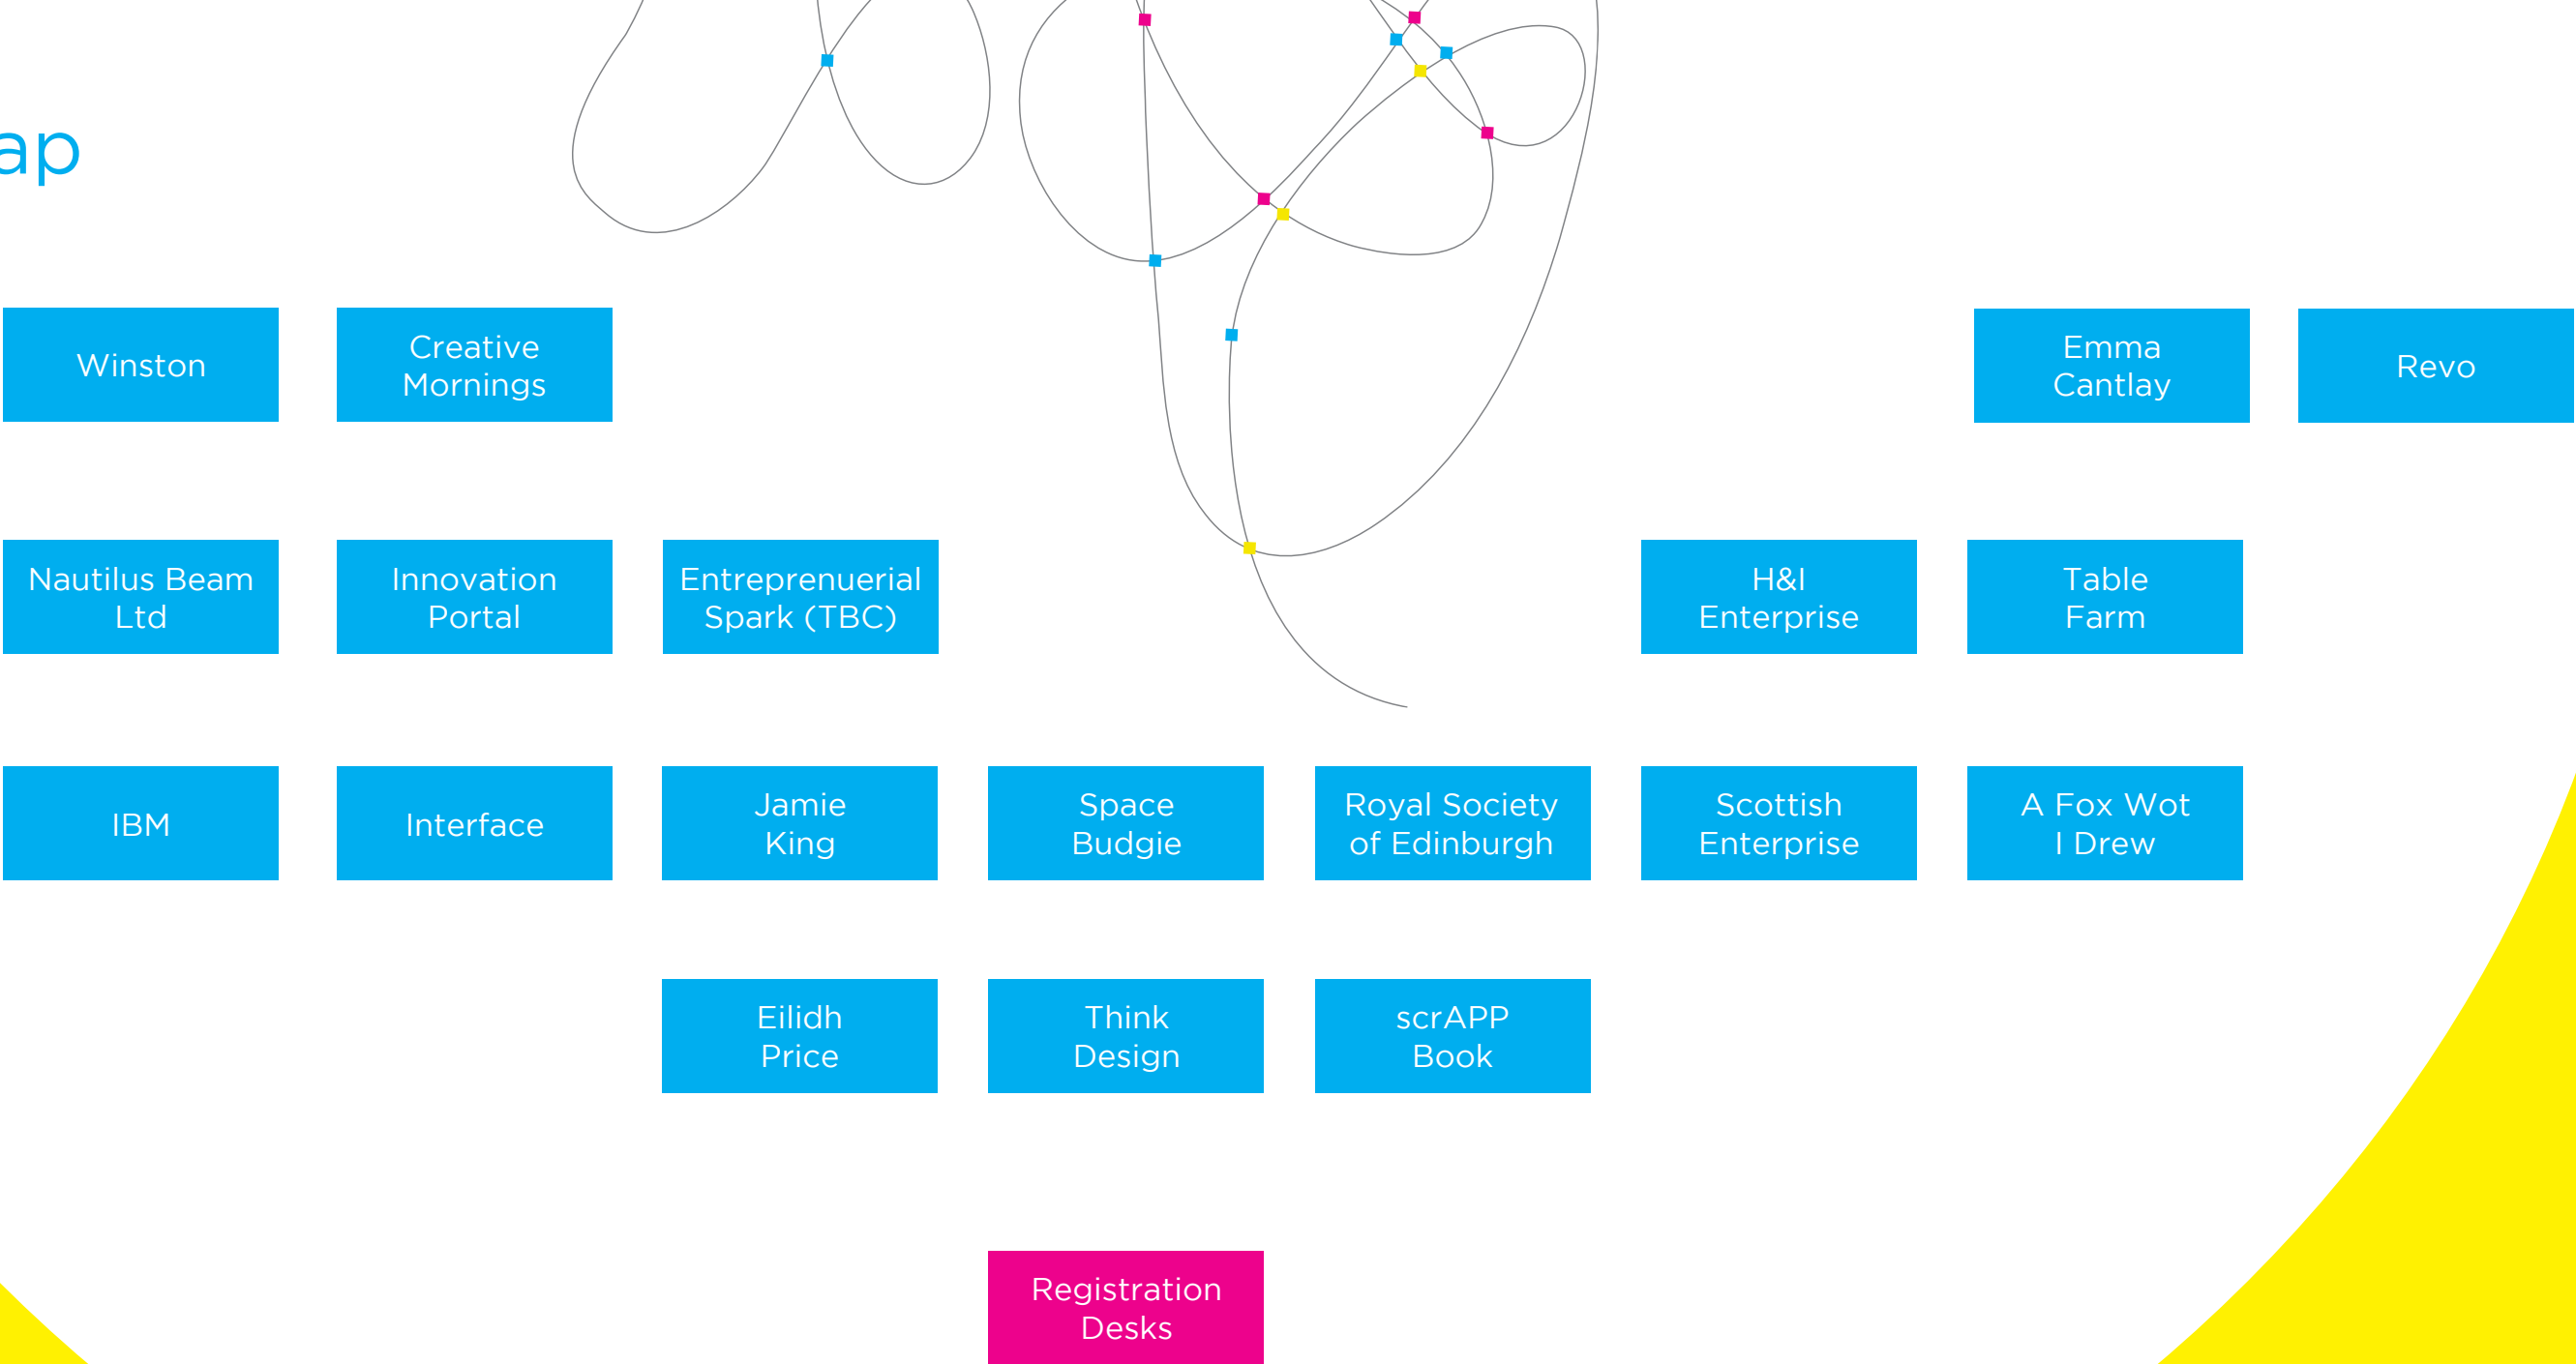 ap
Winston
Creative
Mornings
Emma
Cantlay
Revo
Nautilus Beam
Ltd
Innovation
Portal
Entreprenuerial
Spark (TBC)
H&I
Enterprise
Table
Farm
IBM
Interface
Jamie
King
Space
Budgie
Royal Society
of Edinburgh
Scottish
Enterprise
A Fox Wot
I Drew
Eilidh
Price
Think
Design
scrAPP
Book
Registration
Desks